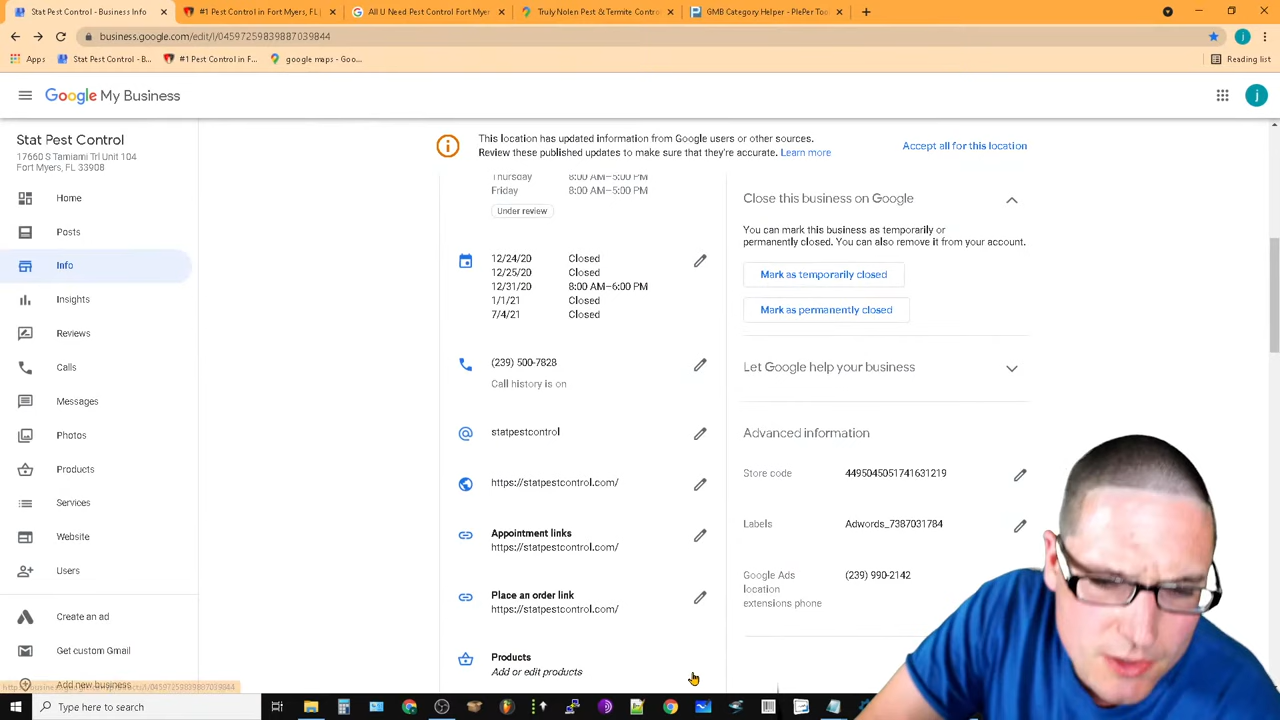 Stat Pest Control - Business Info
#1 Pest Control in Fort Myers, FL |
All U Need Pest Control Fort Myer
Truly Nolen Pest & Termite Contr
GMB Category Helper - PlePer To
business.google.com/edit/l/04597259839887039844
Apps
Stat Pest Control - B...
#1 Pest Control in F...
google maps - Goo...
Reading list
Google My Business
Stat Pest Control
17660 S Tamiami Trl Unit 104
Fort Myers, FL 33908
Home
Posts
Info
Insights
Reviews
Calls
Messages
Photos
Products
Services
Website
Users
Create an ad
Get custom Gmail
Add new business
This location has updated information from Google users or other sources.
Review these published updates to make sure that they're accurate. Learn more
Accept all for this location
Thursday 8:00 AM–5:00 PM
Friday 8:00 AM–5:00 PM
Under review
12/24/20 Closed
12/25/20 Closed
12/31/20 8:00 AM–6:00 PM
1/1/21 Closed
7/4/21 Closed
(239) 500-7828
Call history is on
statpestcontrol
https://statpestcontrol.com/
Appointment links
https://statpestcontrol.com/
Place an order link
https://statpestcontrol.com/
Products
Add or edit products
Close this business on Google
You can mark this business as temporarily or
permanently closed. You can also remove it from your account.
Mark as temporarily closed
Mark as permanently closed
Let Google help your business
Advanced information
Store code 4495045051741631219
Labels Adwords_7387031784
Google Ads
location
extensions phone
(239) 990-2142
Type here to search